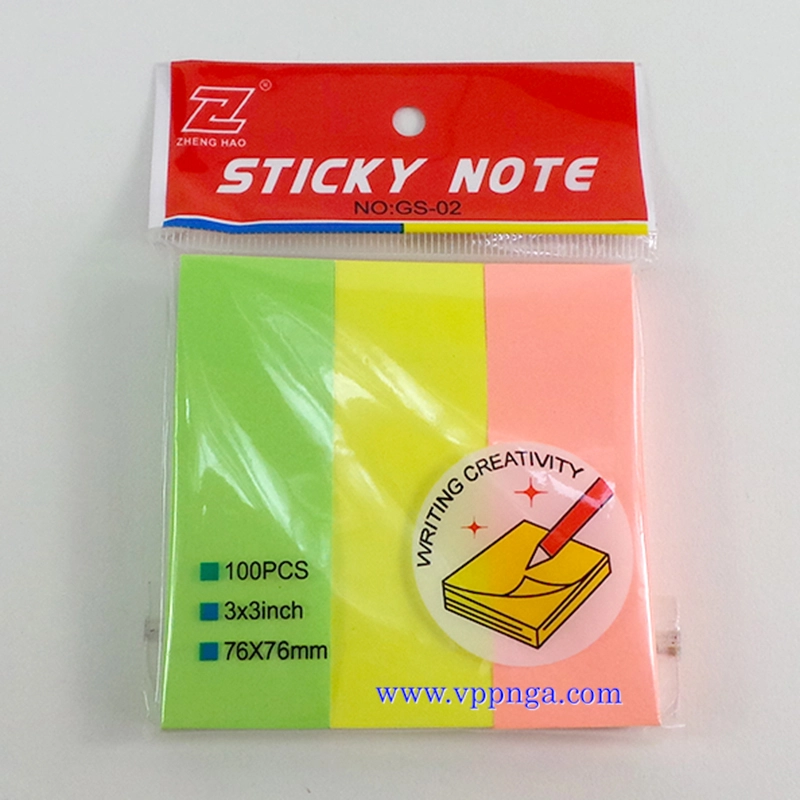 Z®
ZHENG HAO
STICKY NOTE
NO:GS-02
WRITING CREATIVITY
100PCS
3x3inch
76X76mm
www.vppnga.com